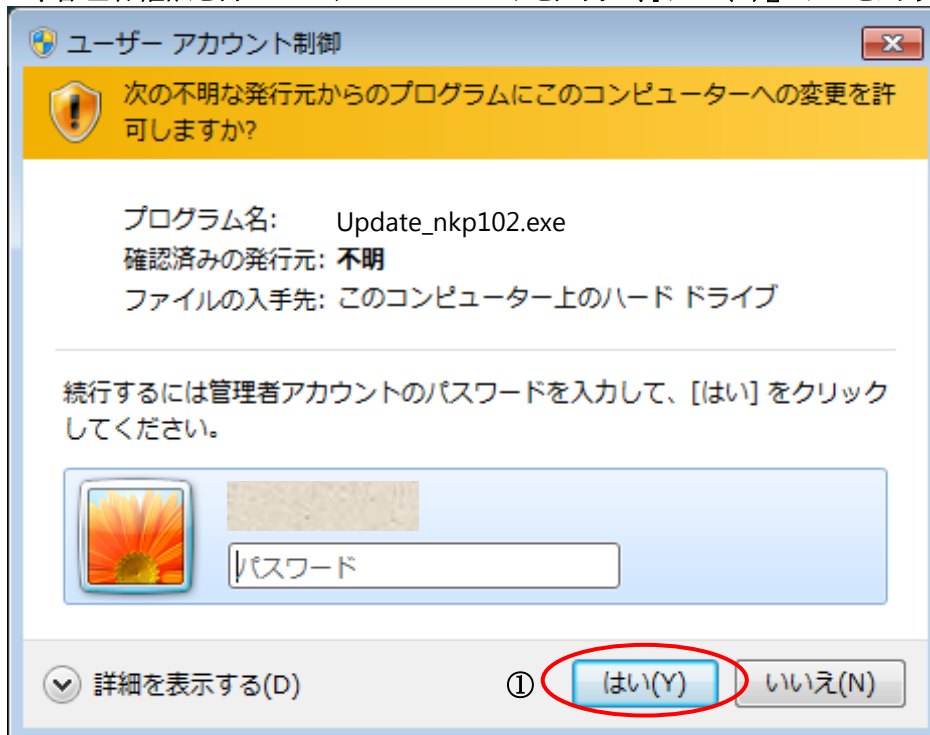 ユーザー アカウント制御
次の不明な発行元からのプログラムにこのコンピューターへの変更を許
可しますか?
プログラム名: Update_nkp102.exe
確認済みの発行元: 不明
ファイルの入手先: このコンピューター上のハード ドライブ
続行するには管理者アカウントのパスワードを入力して、[はい] をクリック
してください。
パスワード
詳細を表示する(D) ① はい(Y) いいえ(N)